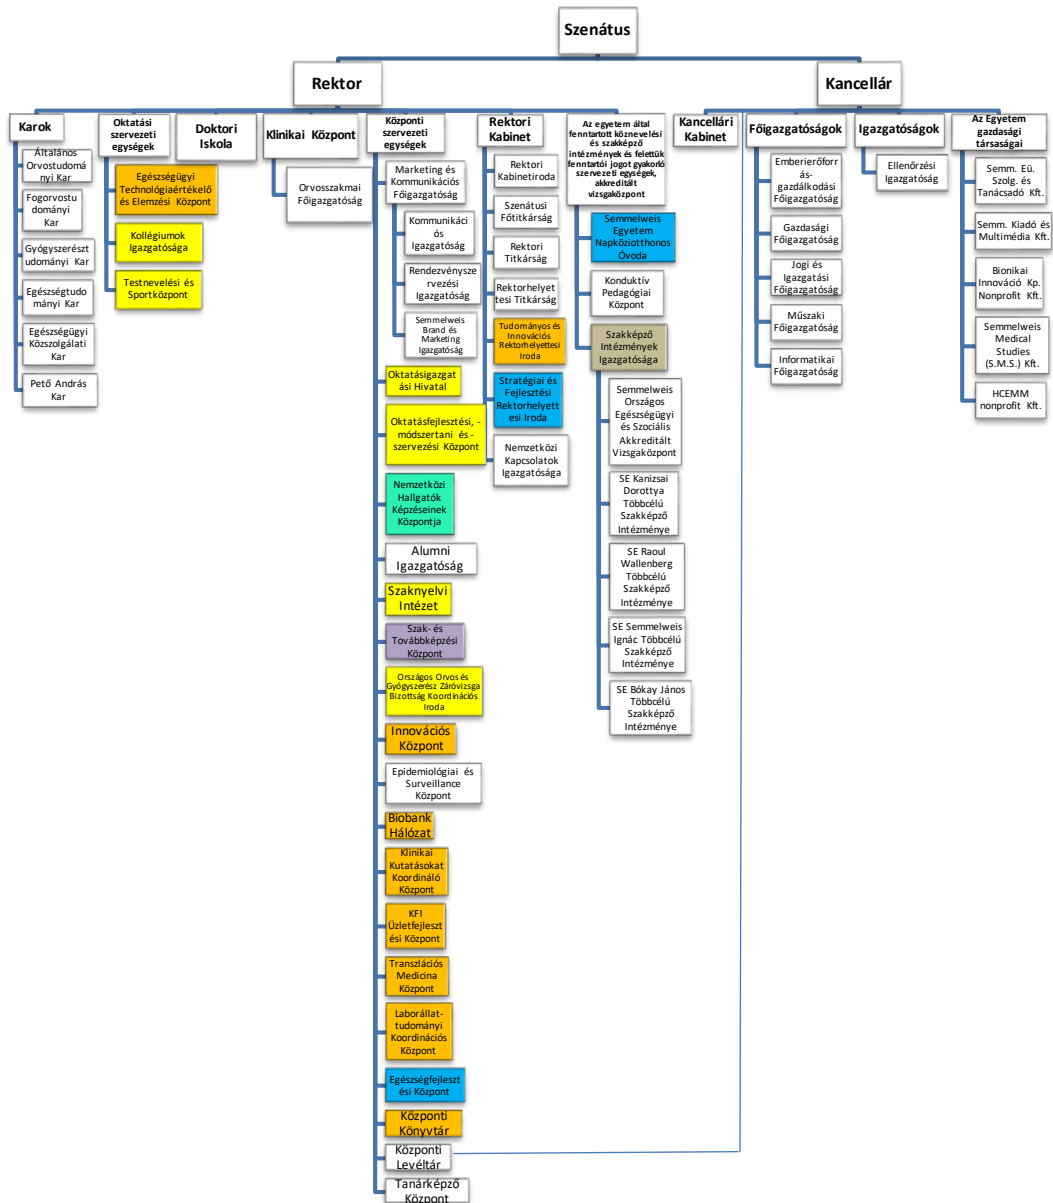 Szenátus
Rektor
Kancellár
Karok
Általános
Orvostudomá
nyi Kar
Fogorvostu
dományi
Kar
Gyógyszerészt
udományi Kar
Egészségtudo
mányi Kar
Egészségügyi
Közszolgálati
Kar
Pető András
Kar
Oktatási
szervezeti
egységek
Egészségügyi
Technológiaértékelő
és Elemzési Központ
Kollégiumok
Igazgatósága
Testnevelési és
Sportközpont
Doktori
Iskola
Klinikai Központ
Orvosszakmai
Főigazgatóság
Központi
szervezeti
egységek
Marketing és
Kommunikációs
Főigazgatóság
Kommunikáci
ós
Igazgatóság
Rendezvénysze
rvezési
Igazgatóság
Semmelweis
Brand és
Marketing
Igazgatóság
Oktatásigazgat
ási Hivatal
Oktatásfejlesztési, -
módszertani és -
szervezési Központ
Nemzetközi
Hallgatók
Képzéseinek
Központja
Alumni
Igazgatóság
Szaknyelvi
Intézet
Szak- és
Továbbképzési
Központ
Országos Orvos és
Gyógyszerész Záróvizsga
Bizottság Koordinációs
Iroda
Innovációs
Központ
Epidemiológiai és
Surveillance
Központ
Biobank
Hálózat
Klinikai
Kutatásokat
Koordináló
Központ
KFI
Üzletfejleszt
ési Központ
Transzlációs
Medicina
Központ
Laborállat-
tudományi
Koordinációs
Központ
Egészségfejleszt
ési Központ
Központi
Könyvtár
Központi
Levéltár
Tanárképző
Központ
Rektori
Kabinet
Rektori
Kabinetiroda
Szenátusi
Főtitkárság
Rektori
Titkárság
Rektorhelyet
tesi Titkárság
Tudományos és
Innovációs
Rektorhelyettesi
Iroda
Stratégiai és
Fejlesztési
Rektorhelyett
esi Iroda
Nemzetközi
Kapcsolatok
Igazgatósága
Az egyetem által
fenntartott köznevelési
és szakképző
intézmények és felettük
fenntartói jogot gyakorló
szervezeti egységek,
akkreditált
vizsgaközpont
Semmelweis
Egyetem
Napköziotthonos
Óvoda
Konduktív
Pedagógiai
Központ
Szakképző
Intézmények
Igazgatósága
Semmelweis
Országos
Egészségügyi
és Szociális
Akkreditált
Vizsgaközpont
SE Kanizsai
Dorottya
Többcélú
Szakképző
Intézménye
SE Raoul
Wallenberg
Többcélú
Szakképző
Intézménye
SE Semmelweis
Ignác Többcélú
Szakképző
Intézménye
SE Bókay János
Többcélú
Szakképző
Intézménye
Kancellári
Kabinet
Főigazgatóságok
Emberierőforr
ás-
gazdálkodási
Főigazgatóság
Gazdasági
Főigazgatóság
Jogi és
Igazgatási
Főigazgatóság
Műszaki
Főigazgatóság
Informatikai
Főigazgatóság
Igazgatóságok
Ellenőrzési
Igazgatóság
Az Egyetem
gazdasági
társaságai
Semm. Eü.
Szolg. és
Tanácsadó Kft.
Semm. Kiadó és
Multimédia Kft.
Bionikai
Innováció Kp.
Nonprofit Kft.
Semmelweis
Medical
Studies
(S.M.S.) Kft.
HCEMM
nonprofit Kft.